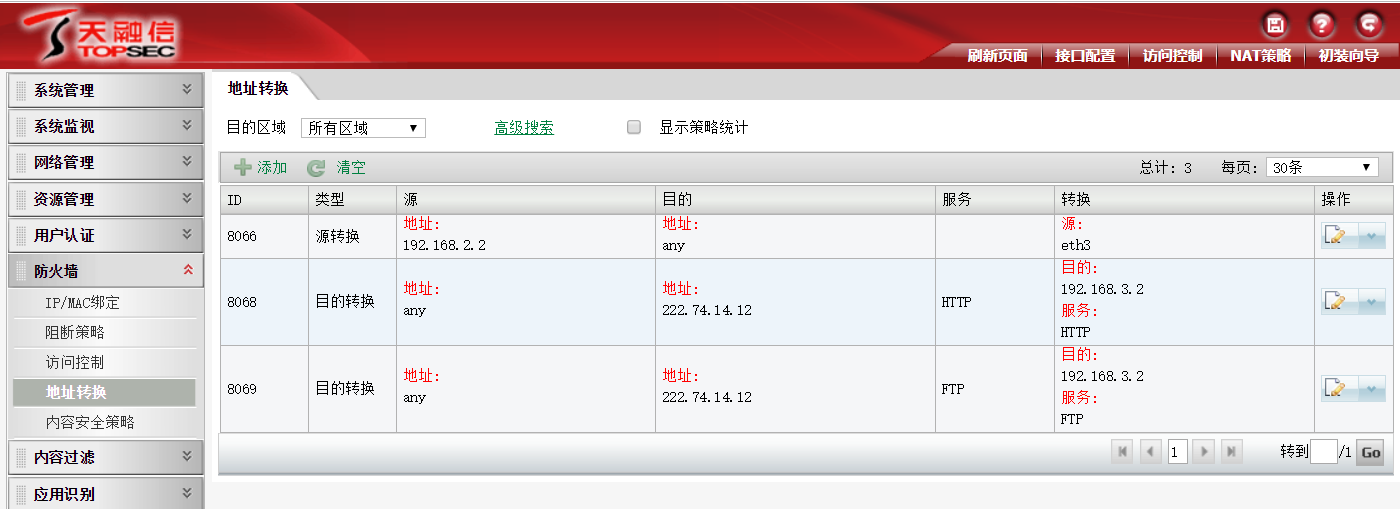 天融信
TOPSEC
刷新页面 接口配置 访问控制 NAT策略 初装向导
系统管理
系统监视
网络管理
资源管理
用户认证
防火墙
IP/MAC绑定
阻断策略
访问控制
地址转换
内容安全策略
内容过滤
应用识别
地址转换
目的区域 所有区域 高级搜索 显示策略统计
添加 清空 总计: 3 每页: 30条
ID 类型 源 目的 服务 转换 操作
8066 源转换
地址:
192.168.2.2
地址:
any
源:
eth3
8068 目的转换
地址:
any
地址:
222.74.14.12
HTTP
目的:
192.168.3.2
服务:
HTTP
8069 目的转换
地址:
any
地址:
222.74.14.12
FTP
目的:
192.168.3.2
服务:
FTP
1 转到 /1 Go